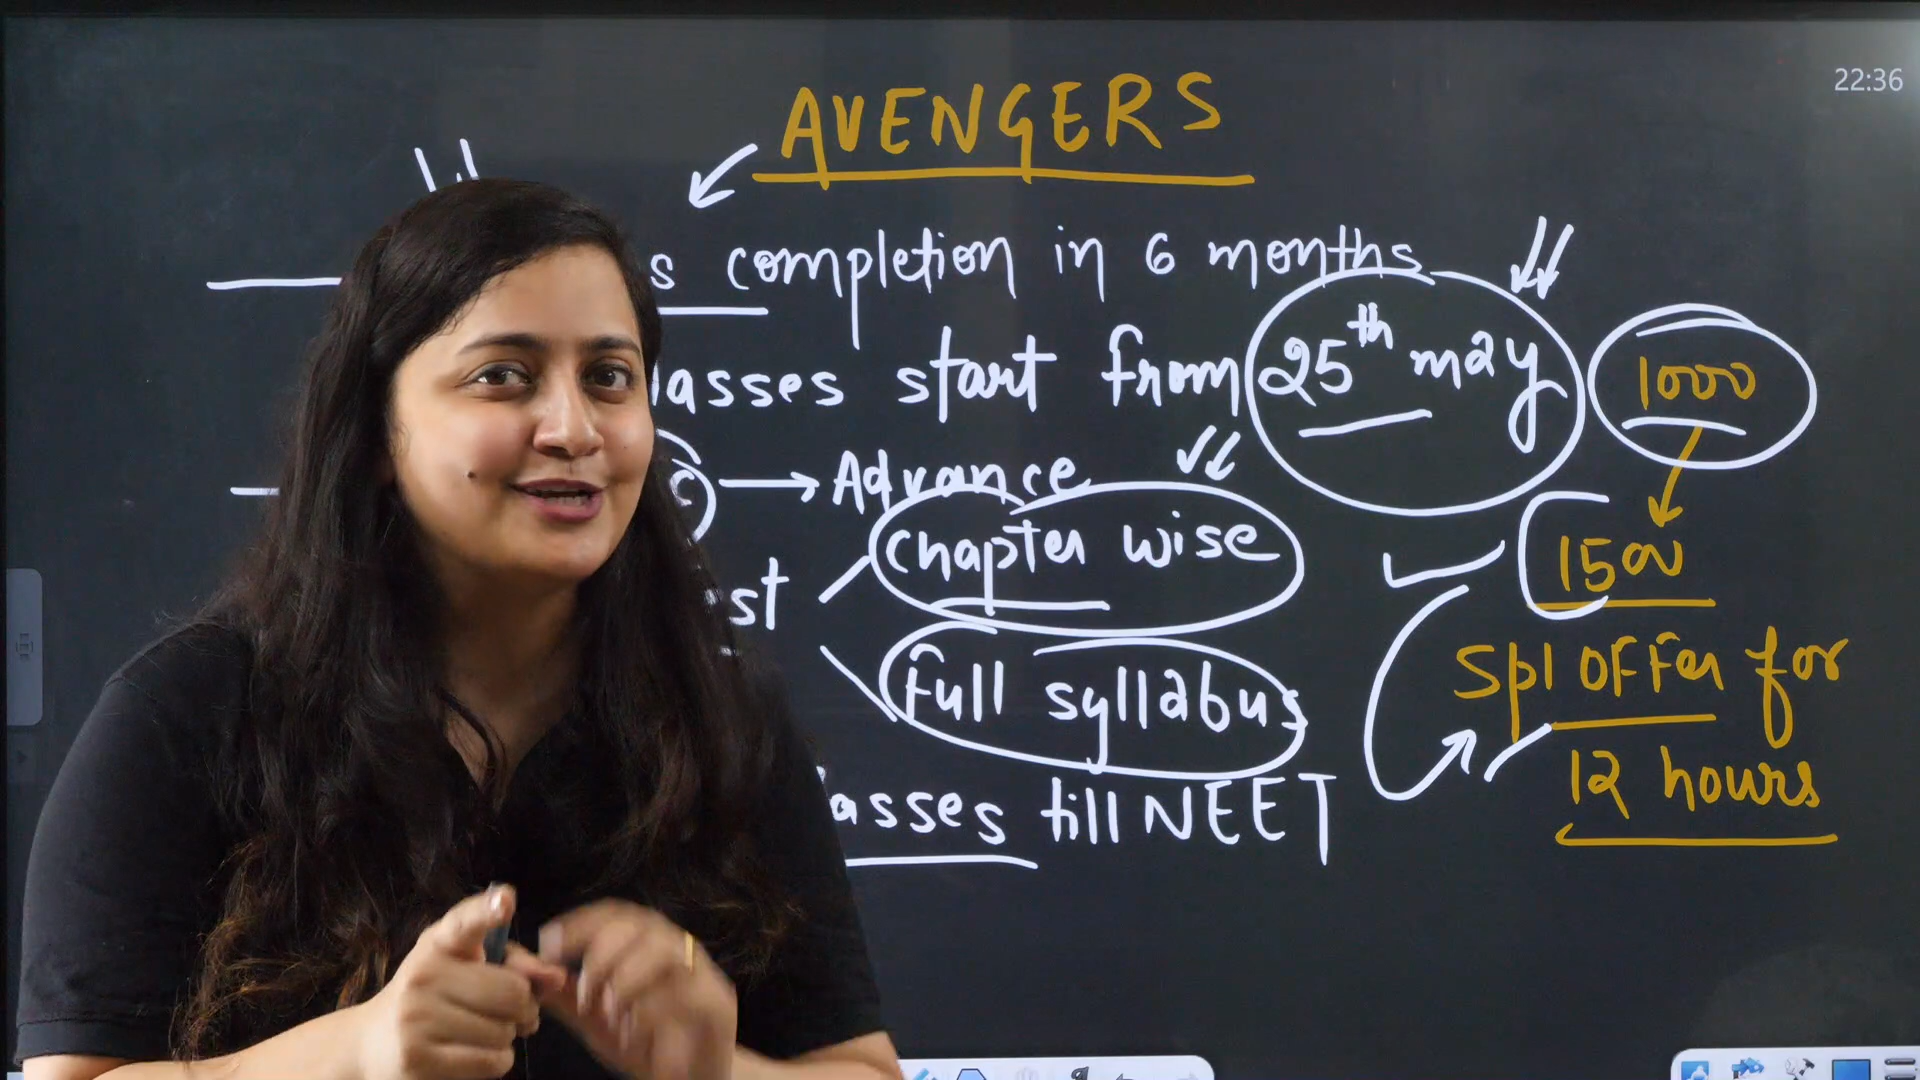 22:36
AVENGERS
s completion in 6 months
lasses start from 25th may
1000
→ Advance
chapter wise
1500
st
Full syllabus
Spl offer for
12 hours
lasses till NEET